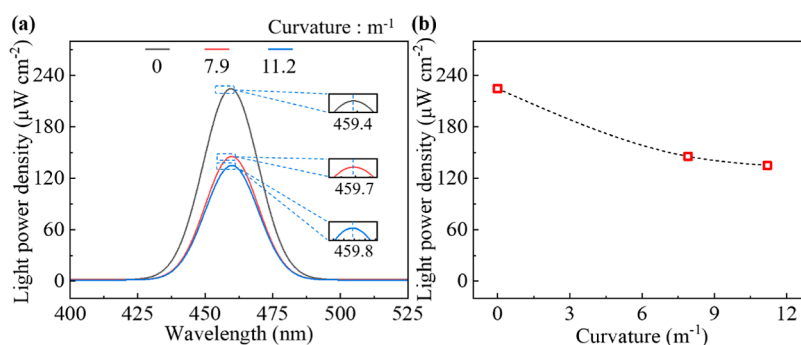 (a)
Curvature : m⁻¹
0 7.9 11.2
Light power density (μW cm⁻²)
240
180
120
60
0
459.4
459.7
459.8
400 425 450 475 500 525
Wavelength (nm)
(b)
Light power density (μW cm⁻²)
240
180
120
60
0
0 3 6 9 12
Curvature (m⁻¹)